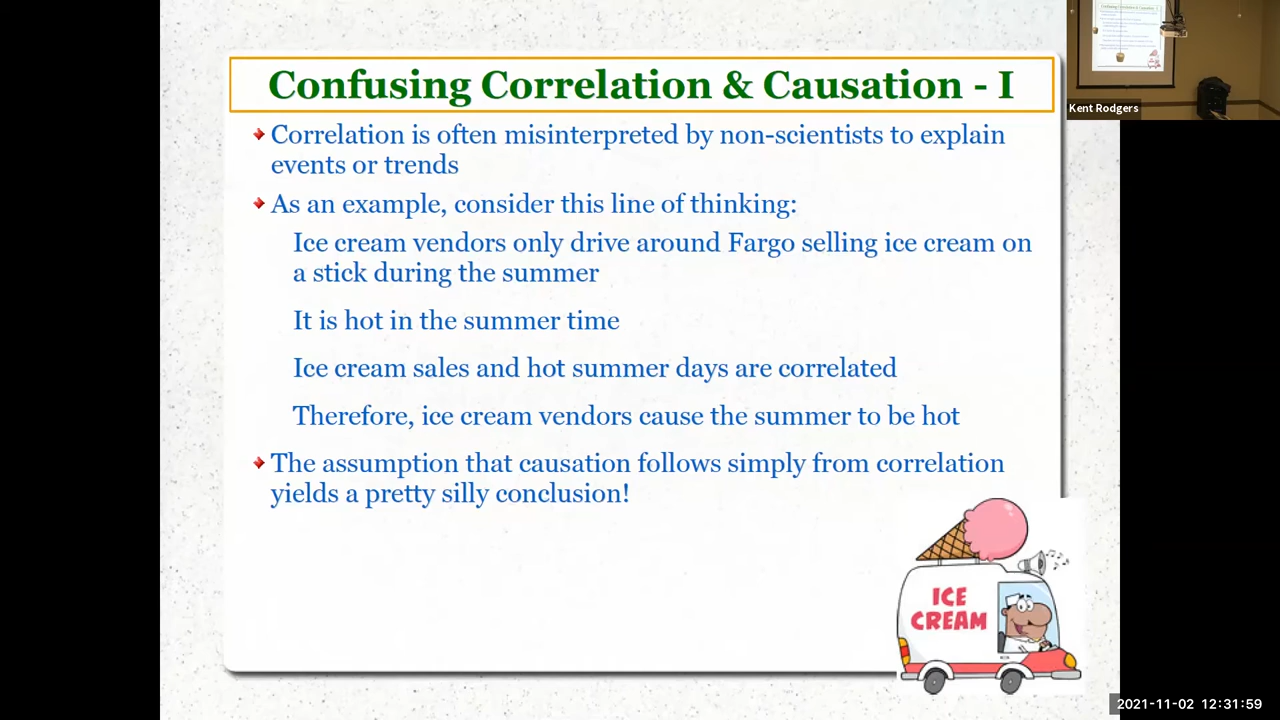 Confusing Correlation & Causation - I
Correlation is often misinterpreted by non-scientists to explain
events or trends
As an example, consider this line of thinking:
Ice cream vendors only drive around Fargo selling ice cream on
a stick during the summer
It is hot in the summer time
Ice cream sales and hot summer days are correlated
Therefore, ice cream vendors cause the summer to be hot
The assumption that causation follows simply from correlation
yields a pretty silly conclusion!
ICE
CREAM
Kent Rodgers
2021-11-02 12:31:59